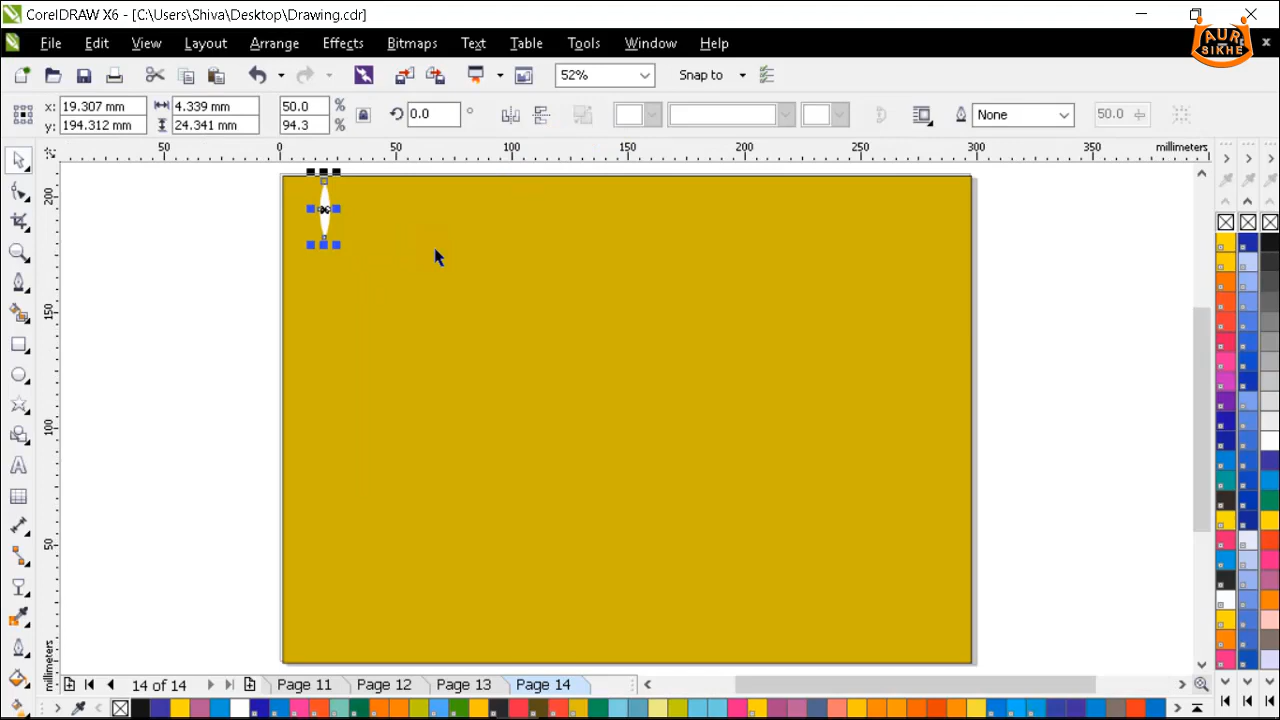 CorelDRAW X6 - [C:\Users\Shiva\Desktop\Drawing.cdr]
File Edit View Layout Arrange Effects Bitmaps Text Table Tools Window Help
AUR
SIKHE
52% Snap to
x: 19.307 mm 4.339 mm 50.0 % 0.0 ° None 50.0
y: 194.312 mm 24.341 mm 94.3 %
50 0 50 100 150 200 250 300 350 millimeters
200
150
100
50
millimeters
14 of 14 Page 11 Page 12 Page 13 Page 14